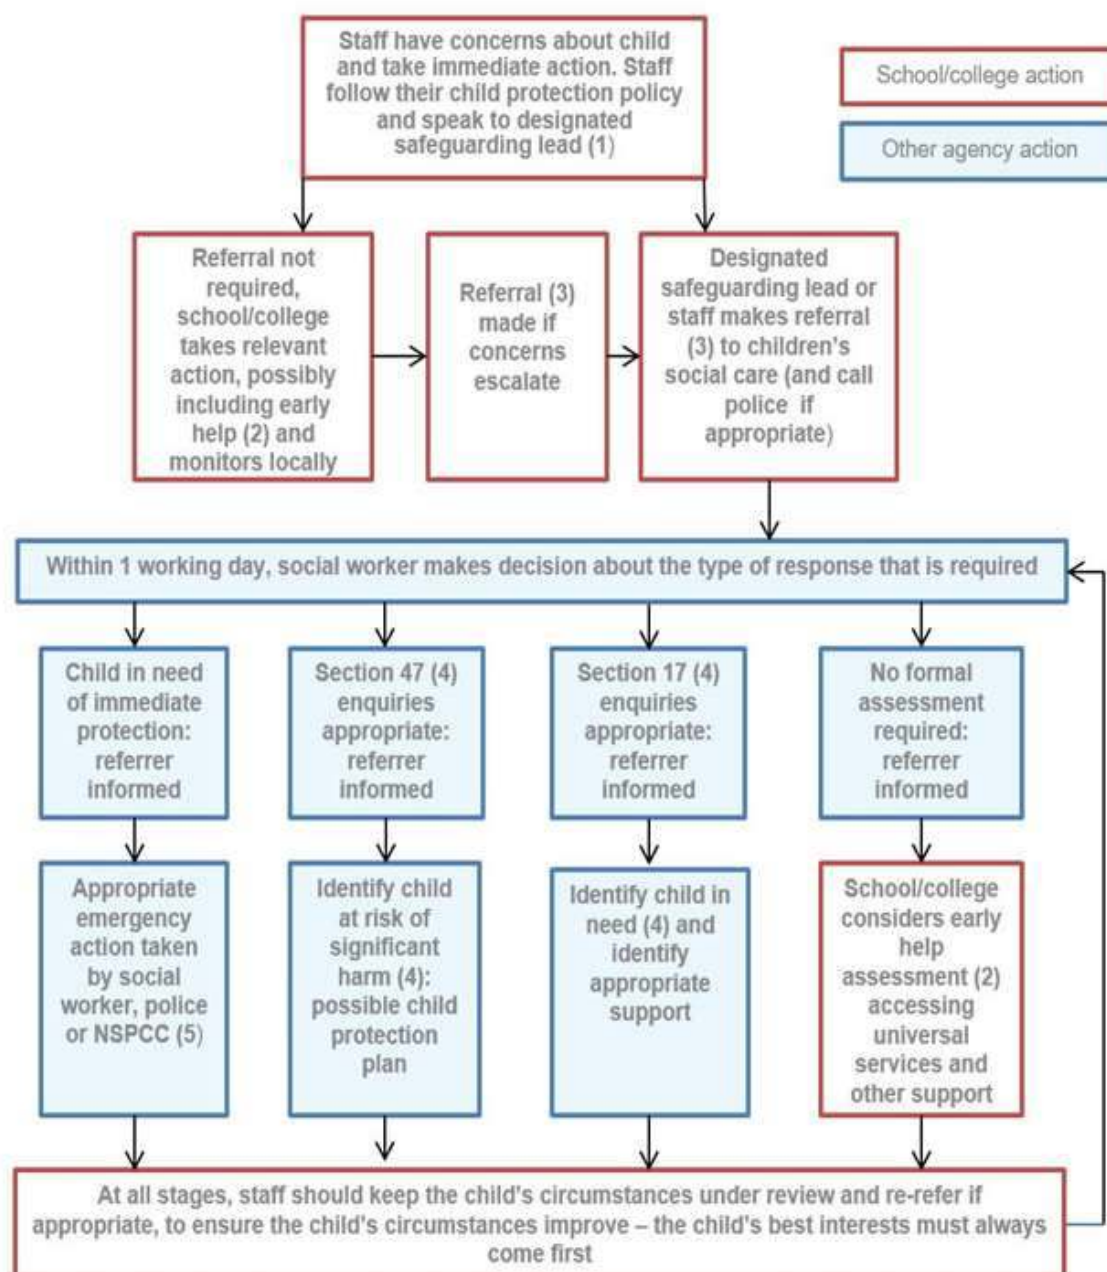 Staff have concerns about child
and take immediate action. Staff
follow their child protection policy
and speak to designated
safeguarding lead (1)
School/college action
Other agency action
Referral not
required,
school/college
takes relevant
action, possibly
including early
help (2) and
monitors locally
Referral (3)
made if
concerns
escalate
Designated
safeguarding lead or
staff makes referral
(3) to children's
social care (and call
police if
appropriate)
Within 1 working day, social worker makes decision about the type of response that is required
Child in need
of immediate
protection:
referrer
informed
Section 47 (4)
enquiries
appropriate:
referrer
informed
Section 17 (4)
enquiries
appropriate:
referrer
informed
No formal
assessment
required:
referrer
informed
Appropriate
emergency
action taken
by social
worker, police
or NSPCC (5)
Identify child
at risk of
significant
harm (4):
possible child
protection
plan
Identify child in
need (4) and
identify
appropriate
support
School/college
considers early
help
assessment (2)
accessing
universal
services and
other support
At all stages, staff should keep the child's circumstances under review and re-refer if
appropriate, to ensure the child's circumstances improve – the child's best interests must always
come first